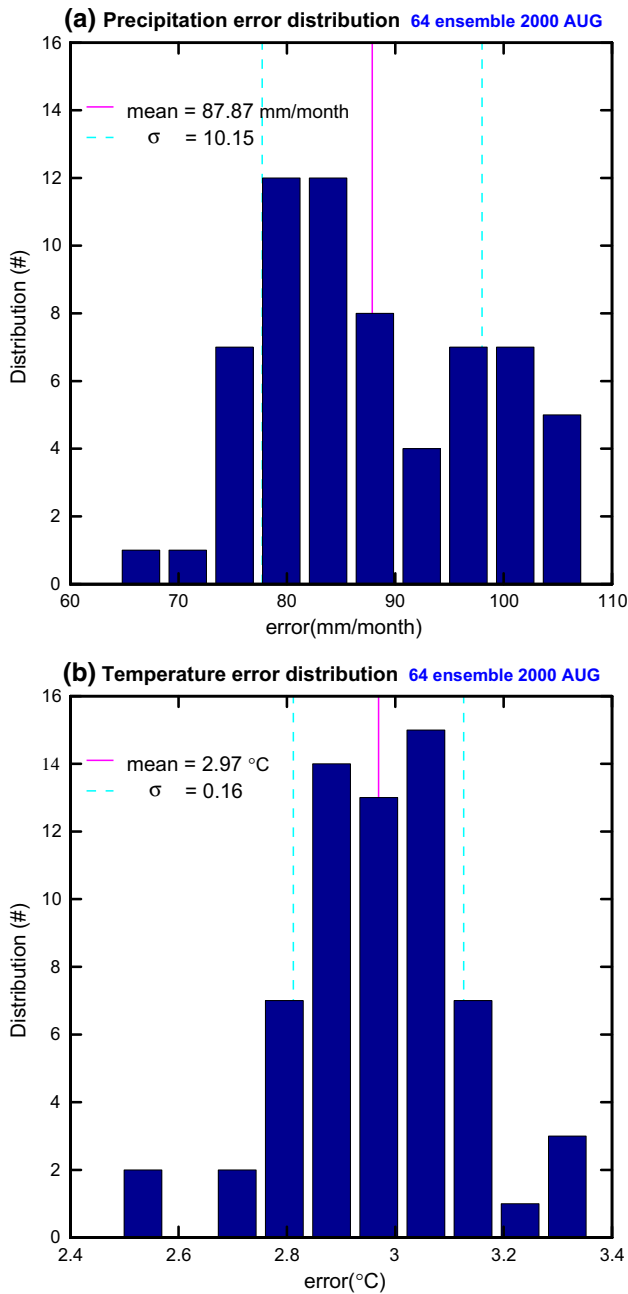 (a) Precipitation error distribution 64 ensemble 2000 AUG
16
mean = 87.87 mm/month
14
σ = 10.15
12
10
8
6
4
2
0
Distribution (#)
60 70 80 90 100 110
error(mm/month)
(b) Temperature error distribution 64 ensemble 2000 AUG
16
mean = 2.97 °C
14
σ = 0.16
12
10
8
6
4
2
0
Distribution (#)
2.4 2.6 2.8 3 3.2 3.4
error(°C)